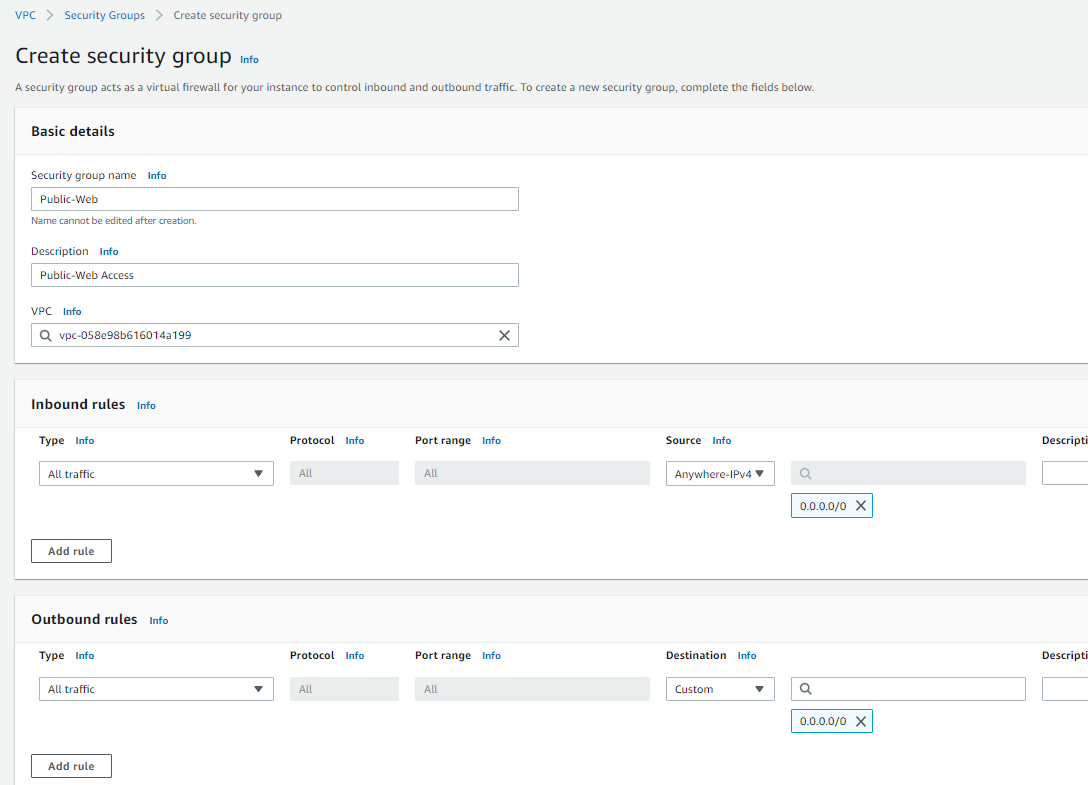 VPC > Security Groups > Create security group
Create security group Info
A security group acts as a virtual firewall for your instance to control inbound and outbound traffic. To create a new security group, complete the fields below.
Basic details
Security group name Info
Public-Web
Name cannot be edited after creation.
Description Info
Public-Web Access
VPC Info
vpc-058e98b616014a199
Inbound rules Info
Type Info Protocol Info Port range Info Source Info Descripti
All traffic All All Anywhere-IPv4
0.0.0.0/0
Add rule
Outbound rules Info
Type Info Protocol Info Port range Info Destination Info Descripti
All traffic All All Custom
0.0.0.0/0
Add rule